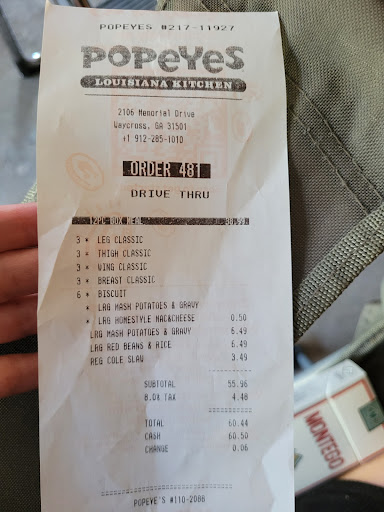 POPEYES #217-11927
POPEYES
LOUISIANA KITCHEN
2106 Memorial Drive
Waycross, GA 31501
+1 912-285-1010
ORDER 481
DRIVE THRU
12PC BOX MEAL 38.99
3 * LEG CLASSIC
3 * THIGH CLASSIC
3 * WING CLASSIC
3 * BREAST CLASSIC
6 * BISCUIT
* LRG MASH POTATOES & GRAVY
* LRG HOMESTYLE MAC&CHEESE 0.50
LRG MASH POTATOES & GRAVY 6.49
LRG RED BEANS & RICE 6.49
REG COLE SLAW 3.49
SUBTOTAL 55.96
8.0% TAX 4.48
TOTAL 60.44
CASH 60.50
CHANGE 0.06
POPEYE'S #110-2086
MONTEGO